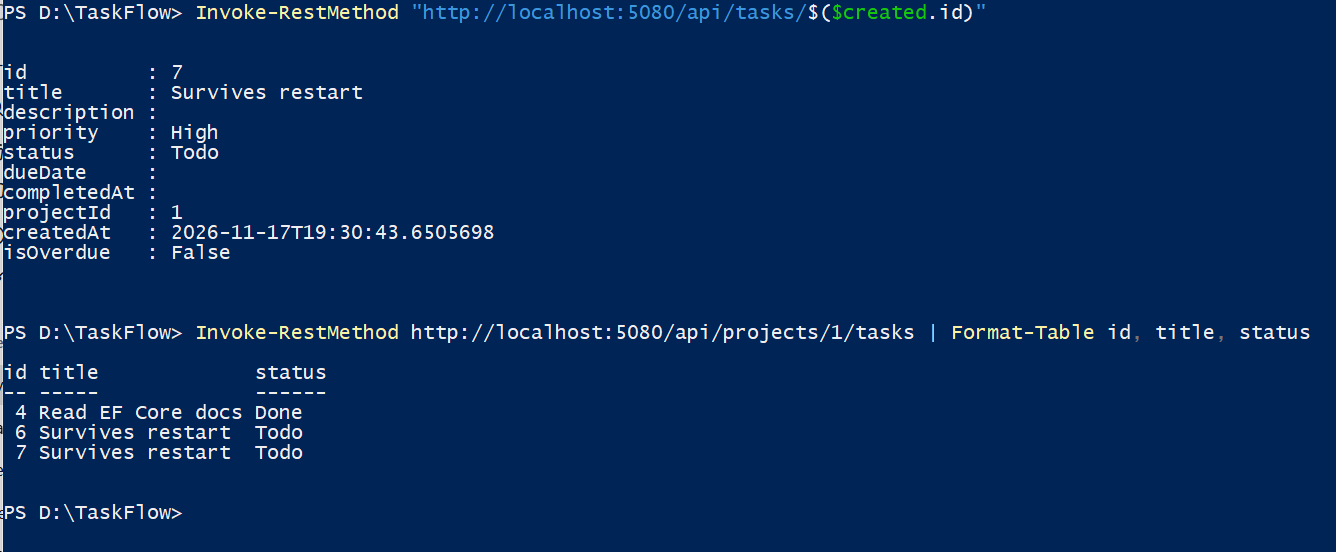 PS D:\TaskFlow> Invoke-RestMethod "http://localhost:5080/api/tasks/$($created.id)"
id          : 7
title       : Survives restart
description :
priority    : High
status      : Todo
dueDate     :
completedAt :
projectId   : 1
createdAt   : 2026-11-17T19:30:43.6505698
isOverdue   : False
PS D:\TaskFlow> Invoke-RestMethod http://localhost:5080/api/projects/1/tasks | Format-Table id, title, status
id title             status
-- -----             ------
 4 Read EF Core docs Done
 6 Survives restart  Todo
 7 Survives restart  Todo
PS D:\TaskFlow>